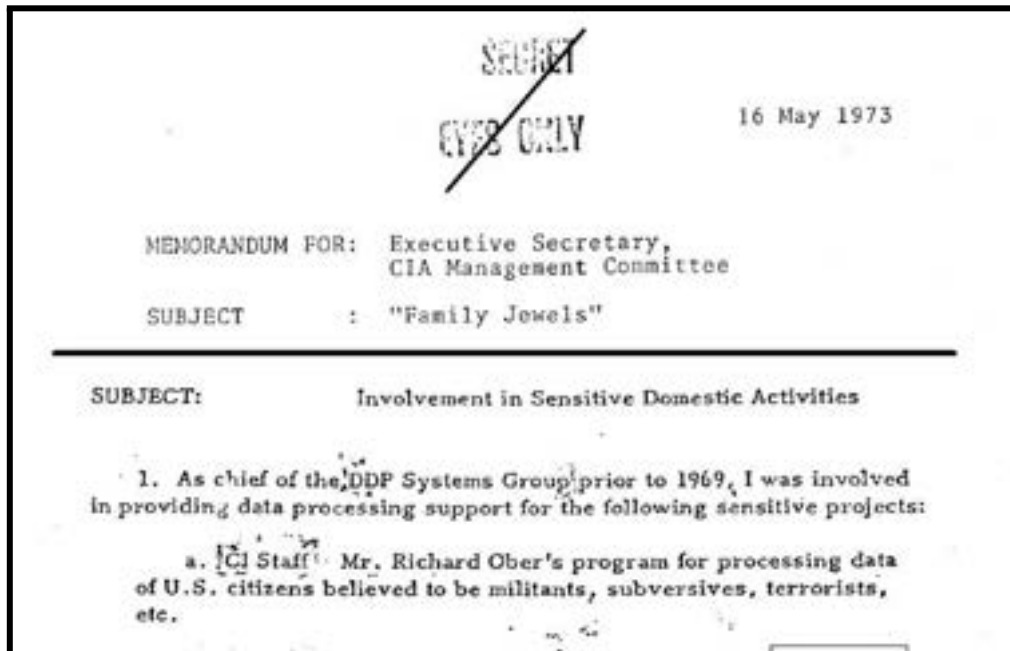 SECRET
EYES ONLY
16 May 1973
MEMORANDUM FOR: Executive Secretary,
CIA Management Committee
SUBJECT : "Family Jewels"
SUBJECT: Involvement in Sensitive Domestic Activities
1. As chief of the DDP Systems Group prior to 1969, I was involved
in providing data processing support for the following sensitive projects:
a. CI Staff Mr. Richard Ober's program for processing data
of U.S. citizens believed to be militants, subversives, terrorists,
etc.